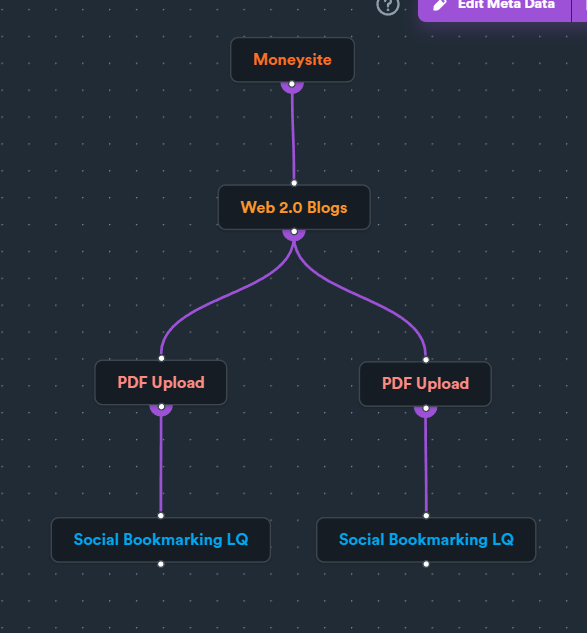 ?
Edit Meta Data
Moneysite
Web 2.0 Blogs
PDF Upload
PDF Upload
Social Bookmarking LQ
Social Bookmarking LQ